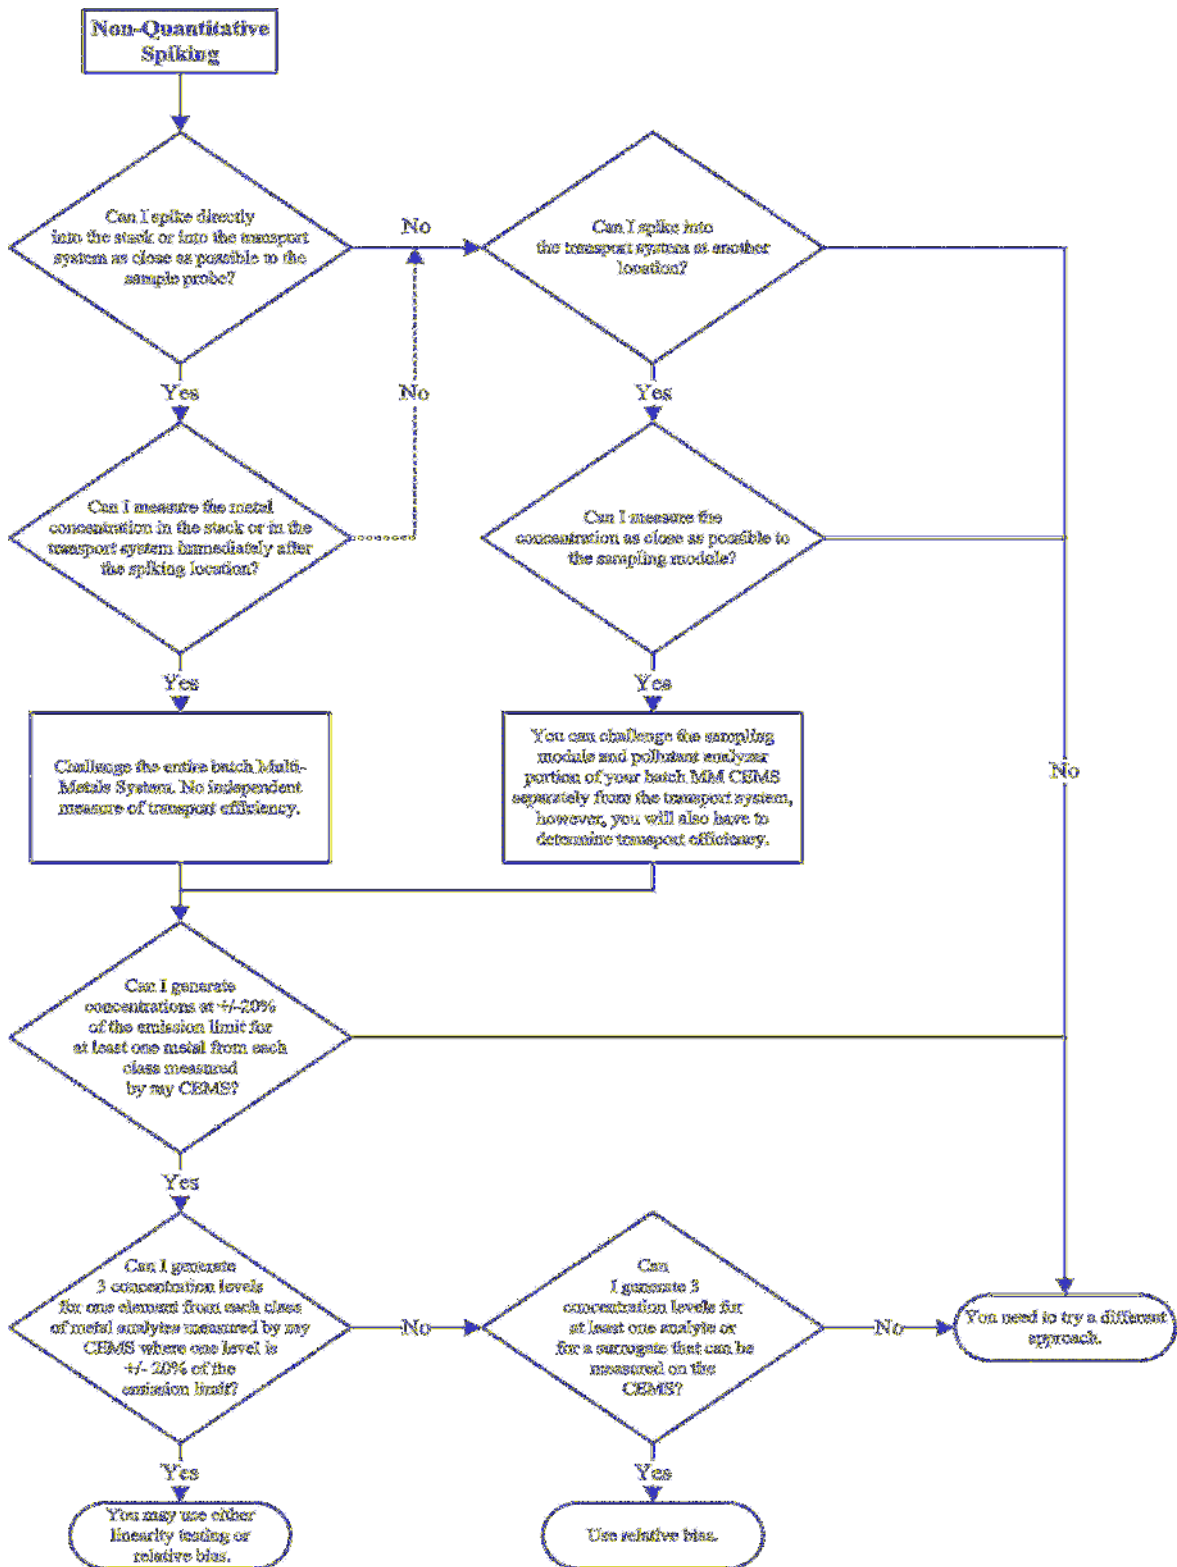 Non-Quantitative
Spiking
Can I spike directly
into the stack or into the transport
system as close as possible to the
sample probe?
No
Can I spike into
the transport system at another
location?
Yes
No
Yes
Can I measure the metal
concentration in the stack or in the
transport system immediately after
the spiking location?
Can I measure the
concentration as close as possible to
the sampling module?
Yes
Yes
Challenge the entire batch Multi-
Metals System. No independent
measure of transport efficiency.
You can challenge the sampling
module and pollutant analyzer
portion of your batch MM CEMS
separately from the transport system,
however, you will also have to
determine transport efficiency.
No
Can I generate
concentrations at +/-20%
of the emission limit for
at least one metal from each
class measured
by my CEMS?
Yes
Can I generate
3 concentration levels
for one element from each class
of metal analytes measured by my
CEMS where one level is
+/- 20% of the
emission limit?
No
Can
I generate 3
concentration levels for
at least one analyte or
for a surrogate that can be
measured on the
CEMS?
No
You need to try a different
approach.
Yes
Yes
You may use either
linearity testing or
relative bias.
Use relative bias.